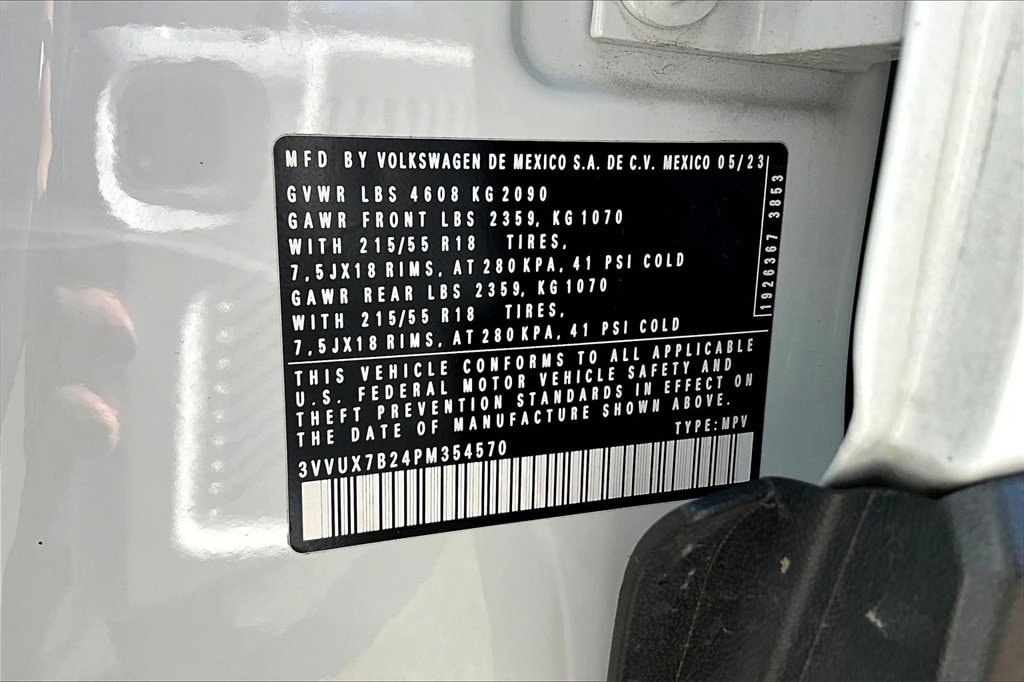 MFD BY VOLKSWAGEN DE MEXICO S.A. DE C.V. MEXICO 05/23
GVWR LBS 4608 KG 2090
GAWR FRONT LBS 2359, KG 1070
WITH 215/55 R18 TIRES,
7,5JX18 RIMS, AT 280 KPA, 41 PSI COLD
GAWR REAR LBS 2359, KG 1070
WITH 215/55 R18 TIRES,
7,5JX18 RIMS, AT 280 KPA, 41 PSI COLD
1926367 3853
THIS VEHICLE CONFORMS TO ALL APPLICABLE
U.S. FEDERAL MOTOR VEHICLE SAFETY AND
THEFT PREVENTION STANDARDS IN EFFECT ON
THE DATE OF MANUFACTURE SHOWN ABOVE.
TYPE: MPV
3VVUX7B24PM354570